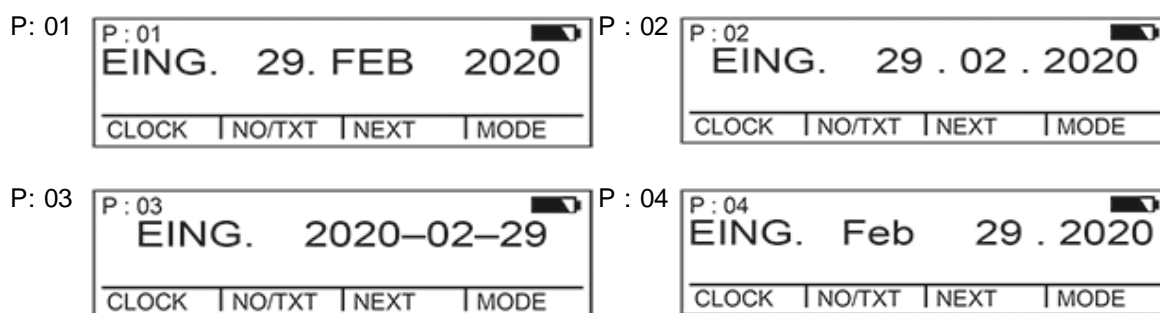 P: 01
P : 01
EING. 29. FEB 2020
CLOCK NO/TXT NEXT MODE
P : 02
P : 02
EING. 29 . 02 . 2020
CLOCK NO/TXT NEXT MODE
P: 03
P : 03
EING. 2020–02–29
CLOCK NO/TXT NEXT MODE
P : 04
P : 04
EING. Feb 29 . 2020
CLOCK NO/TXT NEXT MODE